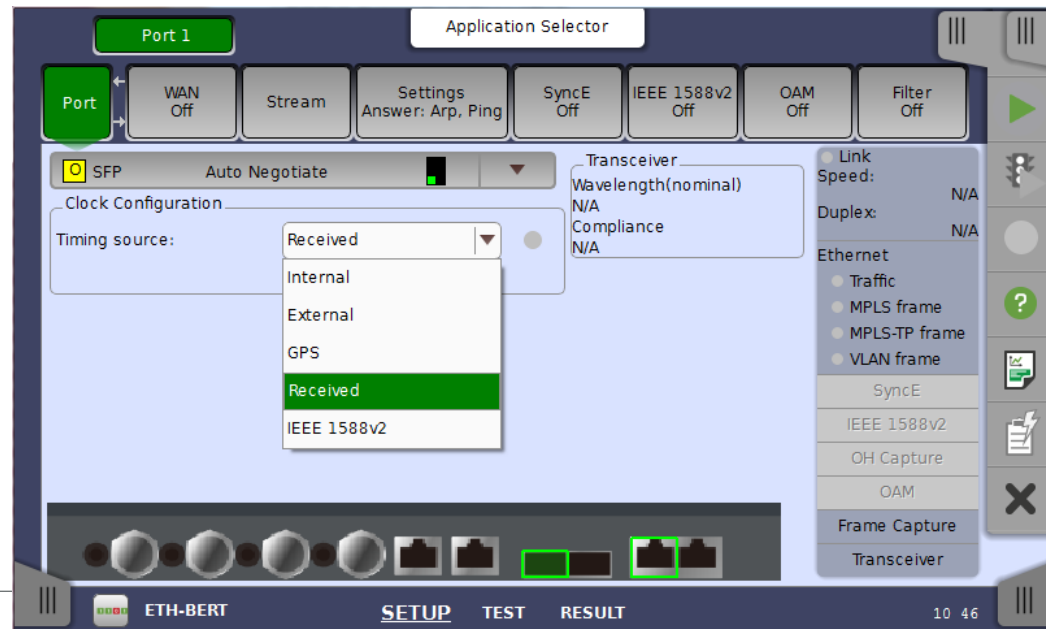 Port 1
Application Selector
Port
WAN
Off
Stream
Settings
Answer: Arp, Ping
SyncE
Off
IEEE 1588v2
Off
OAM
Off
Filter
Off
O SFP Auto Negotiate
Clock Configuration
Timing source: Received
Internal
External
GPS
Received
IEEE 1588v2
Transceiver
Wavelength(nominal)
N/A
Compliance
N/A
Link
Speed:
N/A
Duplex:
N/A
Ethernet
Traffic
MPLS frame
MPLS-TP frame
VLAN frame
SyncE
IEEE 1588v2
OH Capture
OAM
Frame Capture
Transceiver
?
ETH-BERT SETUP TEST RESULT 10 46